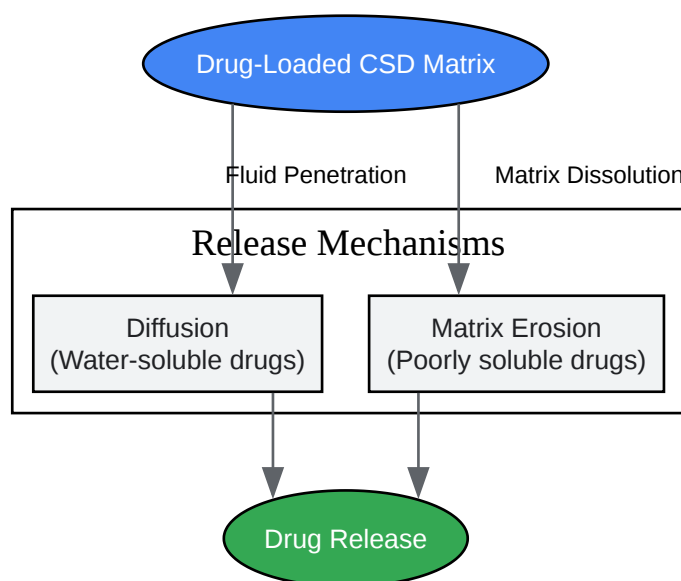 Drug-Loaded CSD Matrix
Fluid Penetration
Matrix Dissolution
Release Mechanisms
Diffusion
(Water-soluble drugs)
Matrix Erosion
(Poorly soluble drugs)
Drug Release